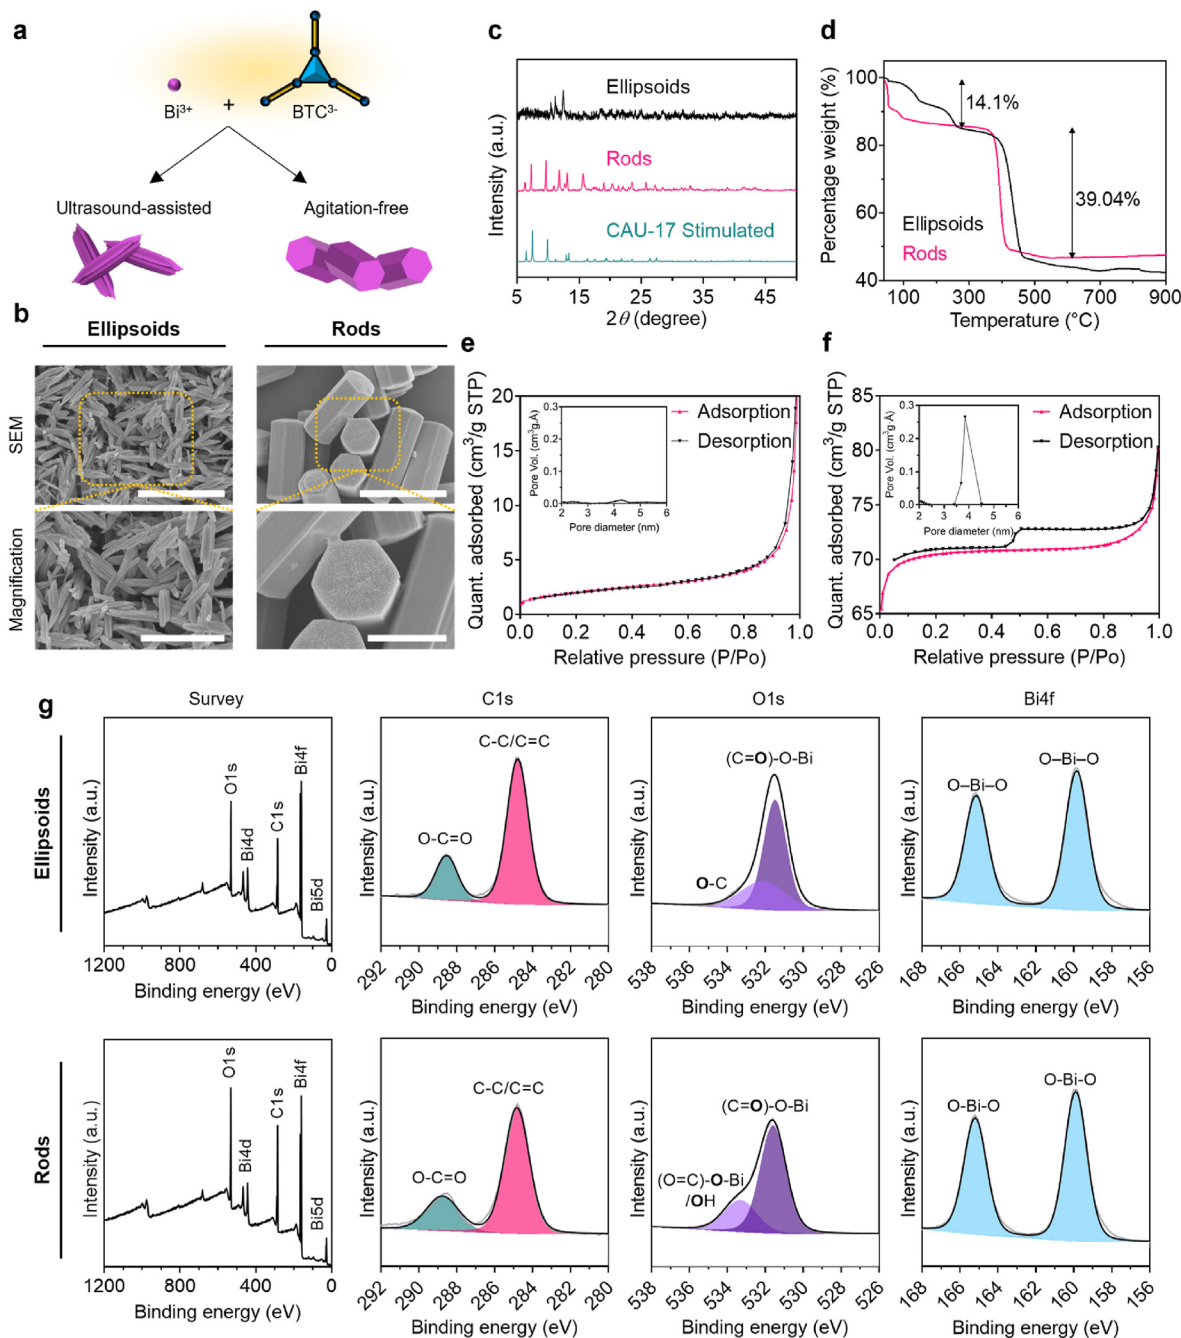 a
Bi³⁺
+
BTC³⁻
Ultrasound-assisted
Agitation-free
b
Ellipsoids
Rods
SEM
Magnification
c
Intensity (a.u.)
Ellipsoids
Rods
CAU-17 Stimulated
5 15 25 35 45
2θ (degree)
d
Percentage weight (%)
100
80
60
40
14.1%
39.04%
Ellipsoids
Rods
100 300 500 700 900
Temperature (°C)
e
Quant. adsorbed (cm³/g STP)
20
15
10
5
0
Adsorption
Desorption
Pore Vol. (cm³g·Å)
0.3
0.2
0.1
0.0
2 3 4 5 6
Pore diameter (nm)
0.0 0.2 0.4 0.6 0.8 1.0
Relative pressure (P/Po)
f
Quant. adsorbed (cm³/g STP)
85
80
75
70
65
Adsorption
Desorption
Pore Vol. (cm³g·Å)
0.3
0.2
0.1
0.0
2 3 4 5 6
Pore diameter (nm)
0.0 0.2 0.4 0.6 0.8 1.0
Relative pressure (P/Po)
g
Survey
C1s
O1s
Bi4f
Ellipsoids
Intensity (a.u.)
O1s
Bi4d
C1s
Bi4f
Bi5d
1200 800 400 0
Binding energy (eV)
Intensity (a.u.)
O-C=O
C-C/C=C
292 290 288 286 284 282 280
Binding energy (eV)
Intensity (a.u.)
(C=O)-O-Bi
O-C
538 536 534 532 530 528 526
Binding energy (eV)
Intensity (a.u.)
O–Bi–O
O–Bi–O
168 166 164 162 160 158 156
Binding energy (eV)
Rods
Intensity (a.u.)
O1s
Bi4d
C1s
Bi4f
Bi5d
1200 800 400 0
Binding energy (eV)
Intensity (a.u.)
O-C=O
C-C/C=C
292 290 288 286 284 282 280
Binding energy (eV)
Intensity (a.u.)
(C=O)-O-Bi
(O=C)-O-Bi
/OH
538 536 534 532 530 528 526
Binding energy (eV)
Intensity (a.u.)
O-Bi-O
O-Bi-O
168 166 164 162 160 158 156
Binding energy (eV)